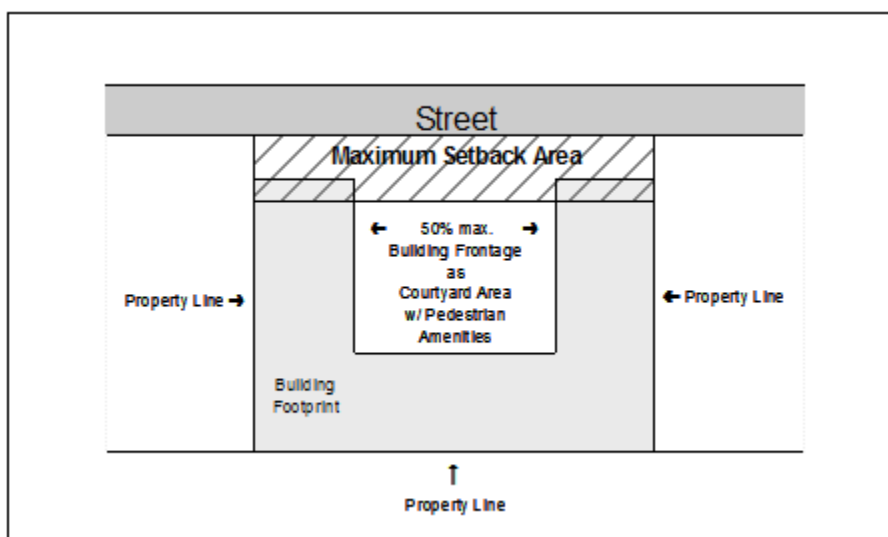 Street
Maximum Setback Area
← 50% max. →
Building Frontage
as
Courtyard Area
w/ Pedestrian
Amenities
Property Line →
← Property Line
Building
Footprint
↑
Property Line